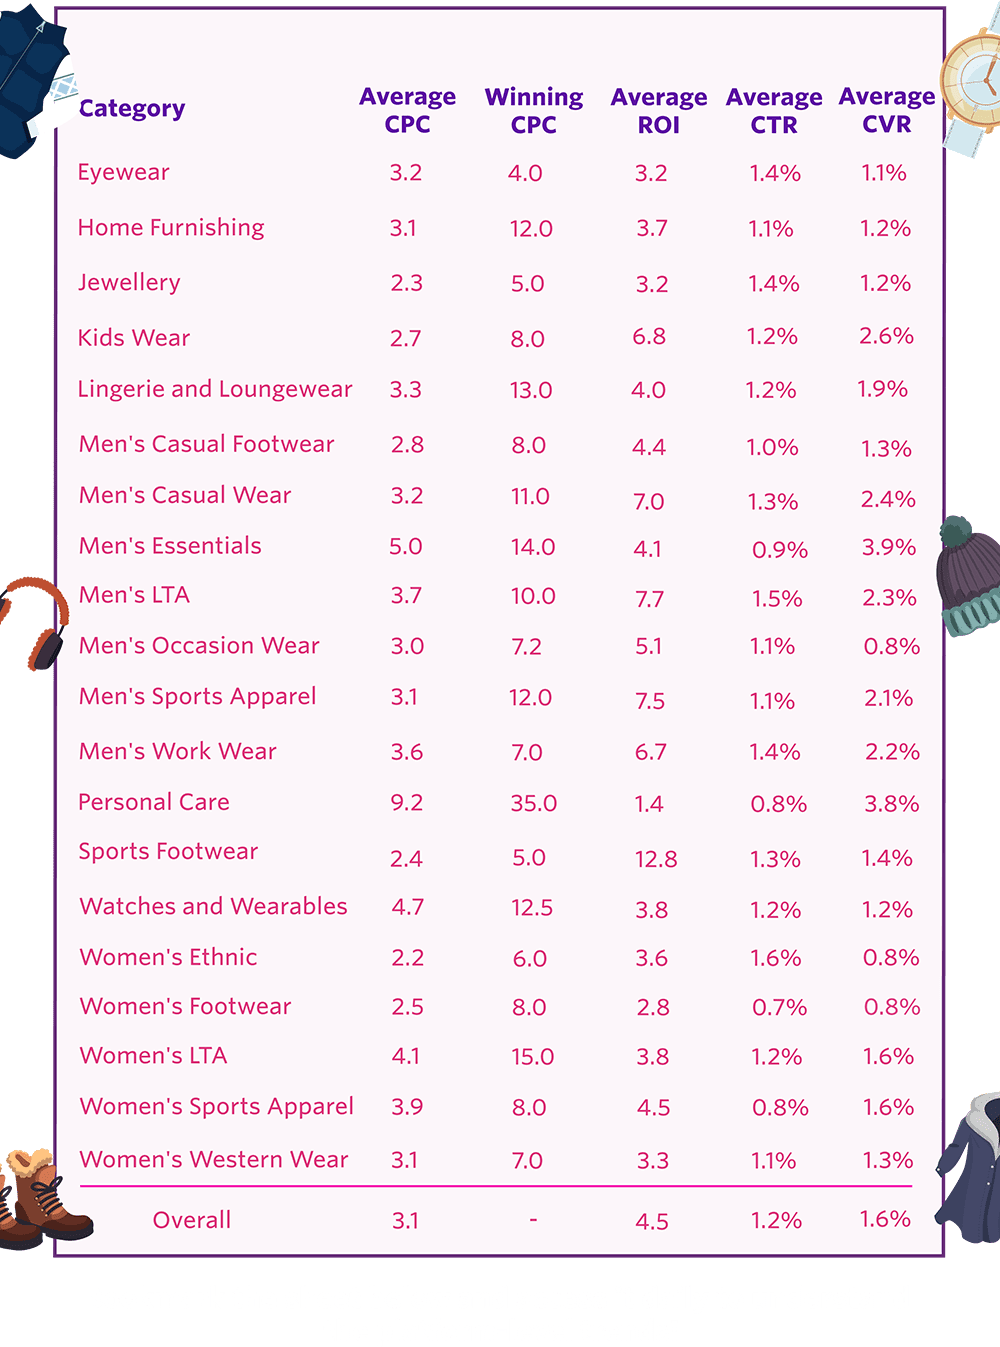 Category Average CPC Winning CPC Average ROI Average CTR Average CVR
Eyewear 3.2 4.0 3.2 1.4% 1.1%
Home Furnishing 3.1 12.0 3.7 1.1% 1.2%
Jewellery 2.3 5.0 3.2 1.4% 1.2%
Kids Wear 2.7 8.0 6.8 1.2% 2.6%
Lingerie and Loungewear 3.3 13.0 4.0 1.2% 1.9%
Men's Casual Footwear 2.8 8.0 4.4 1.0% 1.3%
Men's Casual Wear 3.2 11.0 7.0 1.3% 2.4%
Men's Essentials 5.0 14.0 4.1 0.9% 3.9%
Men's LTA 3.7 10.0 7.7 1.5% 2.3%
Men's Occasion Wear 3.0 7.2 5.1 1.1% 0.8%
Men's Sports Apparel 3.1 12.0 7.5 1.1% 2.1%
Men's Work Wear 3.6 7.0 6.7 1.4% 2.2%
Personal Care 9.2 35.0 1.4 0.8% 3.8%
Sports Footwear 2.4 5.0 12.8 1.3% 1.4%
Watches and Wearables 4.7 12.5 3.8 1.2% 1.2%
Women's Ethnic 2.2 6.0 3.6 1.6% 0.8%
Women's Footwear 2.5 8.0 2.8 0.7% 0.8%
Women's LTA 4.1 15.0 3.8 1.2% 1.6%
Women's Sports Apparel 3.9 8.0 4.5 0.8% 1.6%
Women's Western Wear 3.1 7.0 3.3 1.1% 1.3%
Overall 3.1 - 4.5 1.2% 1.6%